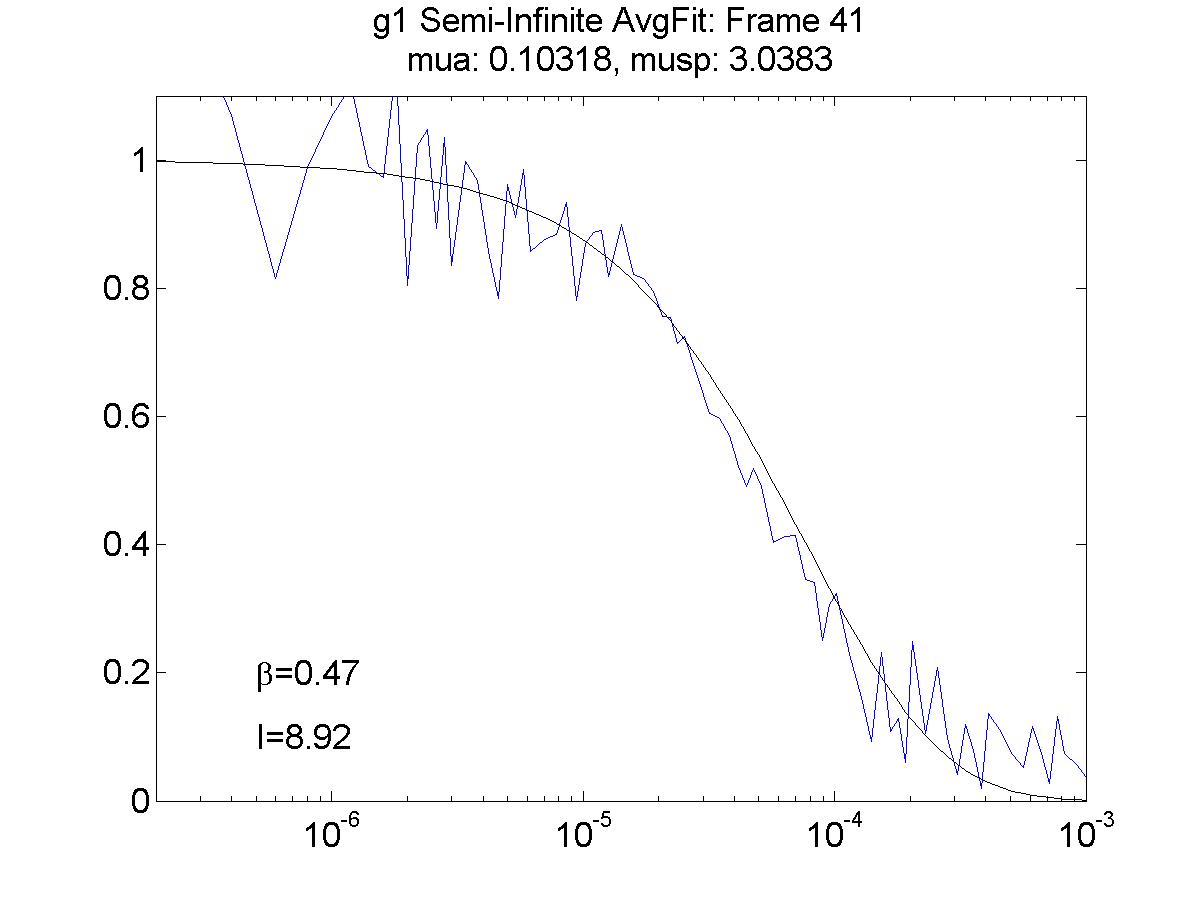 g1 Semi-Infinite AvgFit: Frame 41
mua: 0.10318, musp: 3.0383
1
0.8
0.6
0.4
0.2
0
β=0.47
I=8.92
10^-6
10^-5
10^-4
10^-3